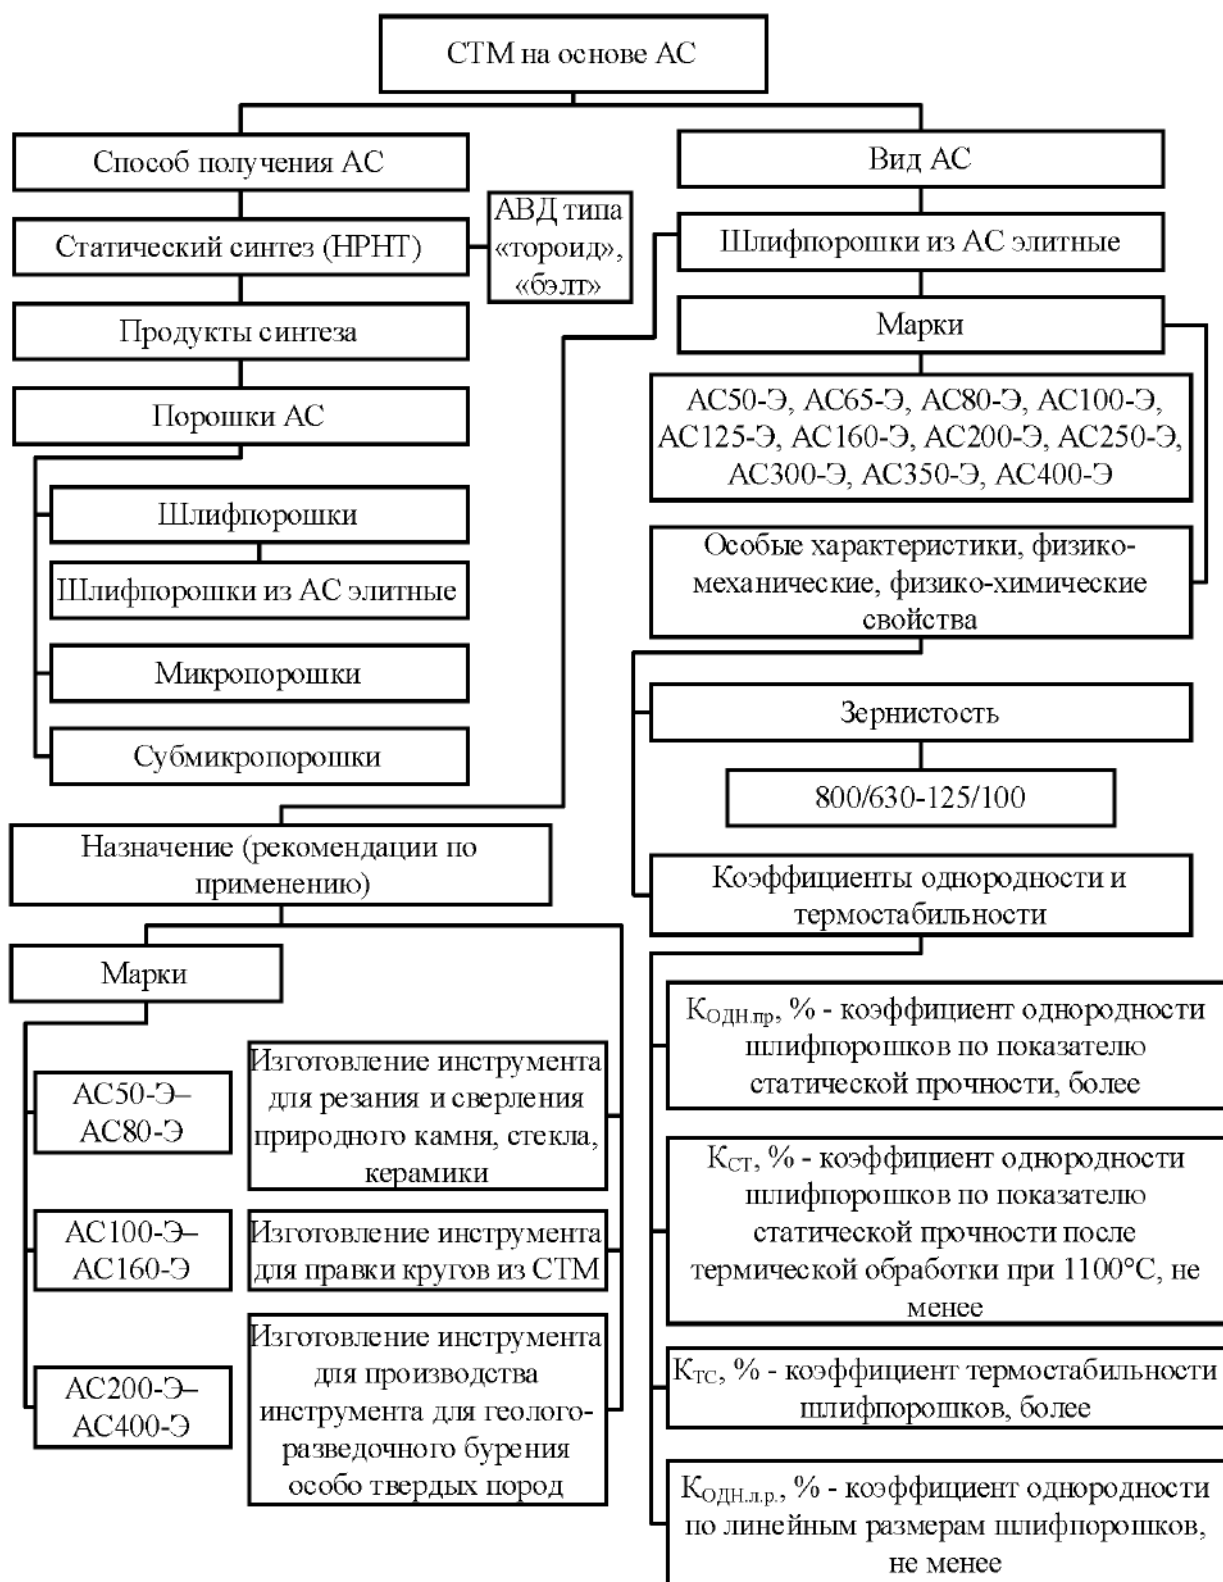 СТМ на основе АС
Способ получения АС
Статический синтез (НРНТ)
АВД типа
«тороид»,
«бэлт»
Продукты синтеза
Порошки АС
Шлифпорошки
Шлифпорошки из АС элитные
Микропорошки
Субмикропорошки
Вид АС
Шлифпорошки из АС элитные
Марки
АС50-Э, АС65-Э, АС80-Э, АС100-Э,
АС125-Э, АС160-Э, АС200-Э, АС250-Э,
АС300-Э, АС350-Э, АС400-Э
Особые характеристики, физико-
механические, физико-химические
свойства
Зернистость
800/630-125/100
Коэффициенты однородности и
термостабильности
КОДН.пр, % - коэффициент однородности
шлифпорошков по показателю
статической прочности, более
КСТ, % - коэффициент однородности
шлифпорошков по показателю
статической прочности после
термической обработки при 1100°С, не
менее
КТС, % - коэффициент термостабильности
шлифпорошков, более
КОДН.л.р., % - коэффициент однородности
по линейным размерам шлифпорошков,
не менее
Назначение (рекомендации по
применению)
Марки
АС50-Э–
АС80-Э
Изготовление инструмента
для резания и сверления
природного камня, стекла,
керамики
АС100-Э–
АС160-Э
Изготовление инструмента
для правки кругов из СТМ
АС200-Э–
АС400-Э
Изготовление инструмента
для производства
инструмента для геолого-
разведочного бурения
особо твердых пород